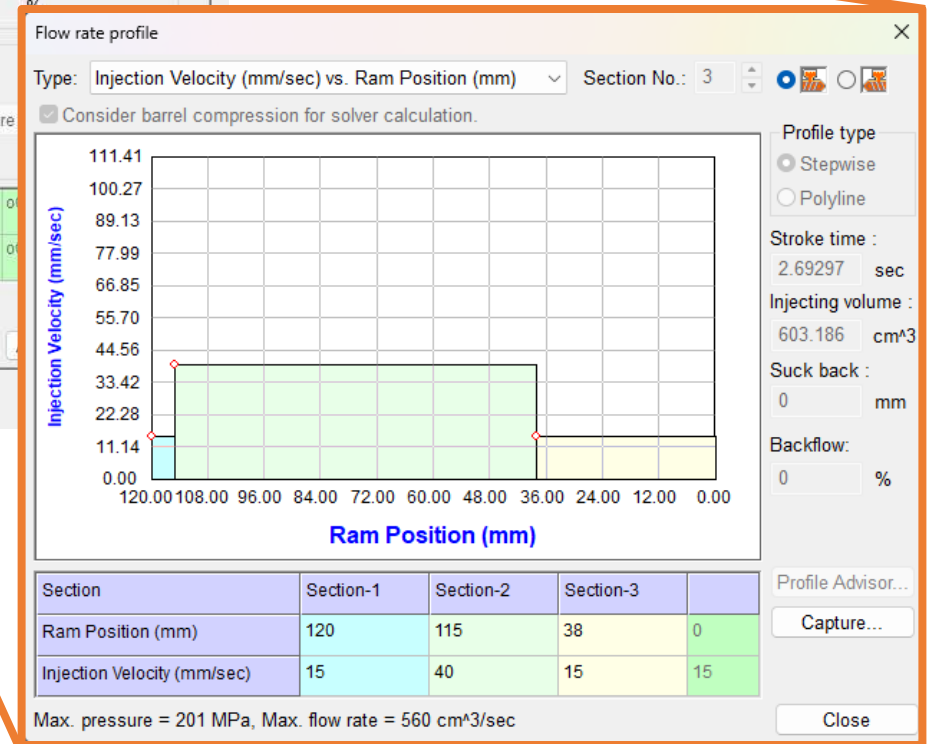 %
Flow rate profile
Type: Injection Velocity (mm/sec) vs. Ram Position (mm) Section No.: 3
Consider barrel compression for solver calculation.
re
Profile type
Stepwise
Polyline
Stroke time :
2.69297 sec
Injecting volume :
603.186 cm^3
Suck back :
0 mm
Backflow:
0 %
111.41
100.27
89.13
77.99
66.85
55.70
44.56
33.42
22.28
11.14
0.00
Injection Velocity (mm/sec)
120.00 108.00 96.00 84.00 72.00 60.00 48.00 36.00 24.00 12.00 0.00
Ram Position (mm)
Section Section-1 Section-2 Section-3
Ram Position (mm) 120 115 38 0
Injection Velocity (mm/sec) 15 40 15 15
Profile Advisor...
Capture...
Max. pressure = 201 MPa, Max. flow rate = 560 cm^3/sec
Close